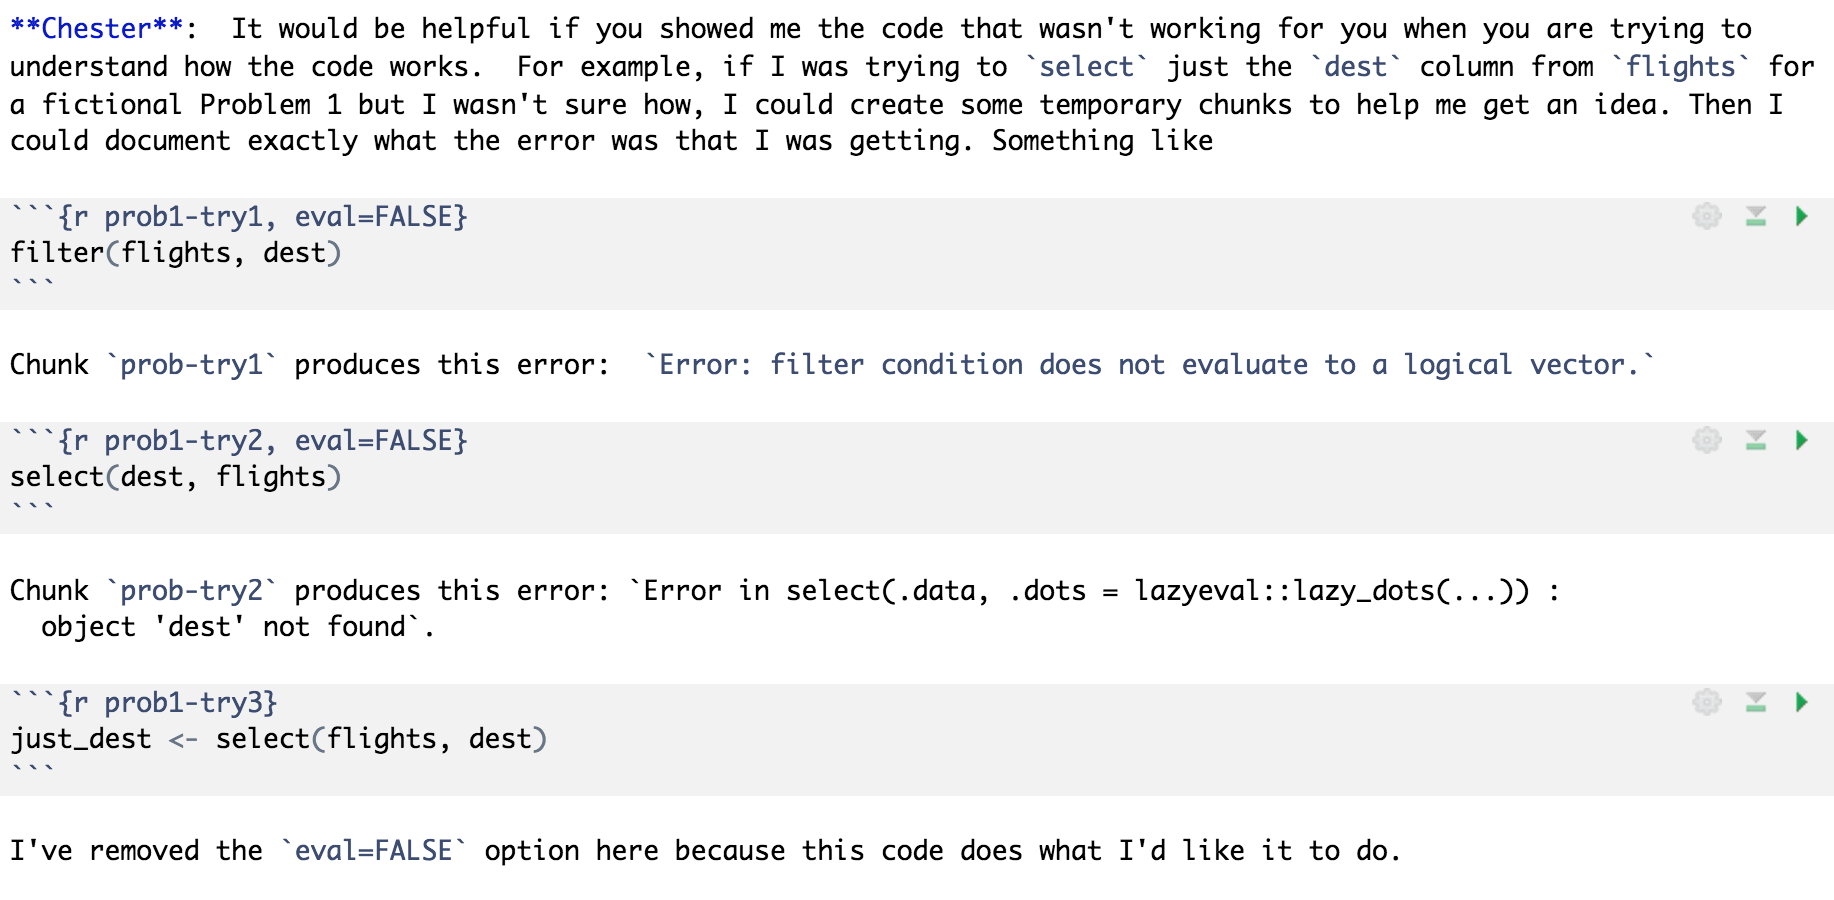 **Chester**:  It would be helpful if you showed me the code that wasn't working for you when you are trying to
understand how the code works.  For example, if I was trying to `select` just the `dest` column from `flights` for
a fictional Problem 1 but I wasn't sure how, I could create some temporary chunks to help me get an idea. Then I
could document exactly what the error was that I was getting. Something like
```{r prob1-try1, eval=FALSE}
filter(flights, dest)
```
Chunk `prob-try1` produces this error:  `Error: filter condition does not evaluate to a logical vector.`
```{r prob1-try2, eval=FALSE}
select(dest, flights)
```
Chunk `prob-try2` produces this error: `Error in select(.data, .dots = lazyeval::lazy_dots(...)) :
  object 'dest' not found`.
```{r prob1-try3}
just_dest <- select(flights, dest)
```
I've removed the `eval=FALSE` option here because this code does what I'd like it to do.